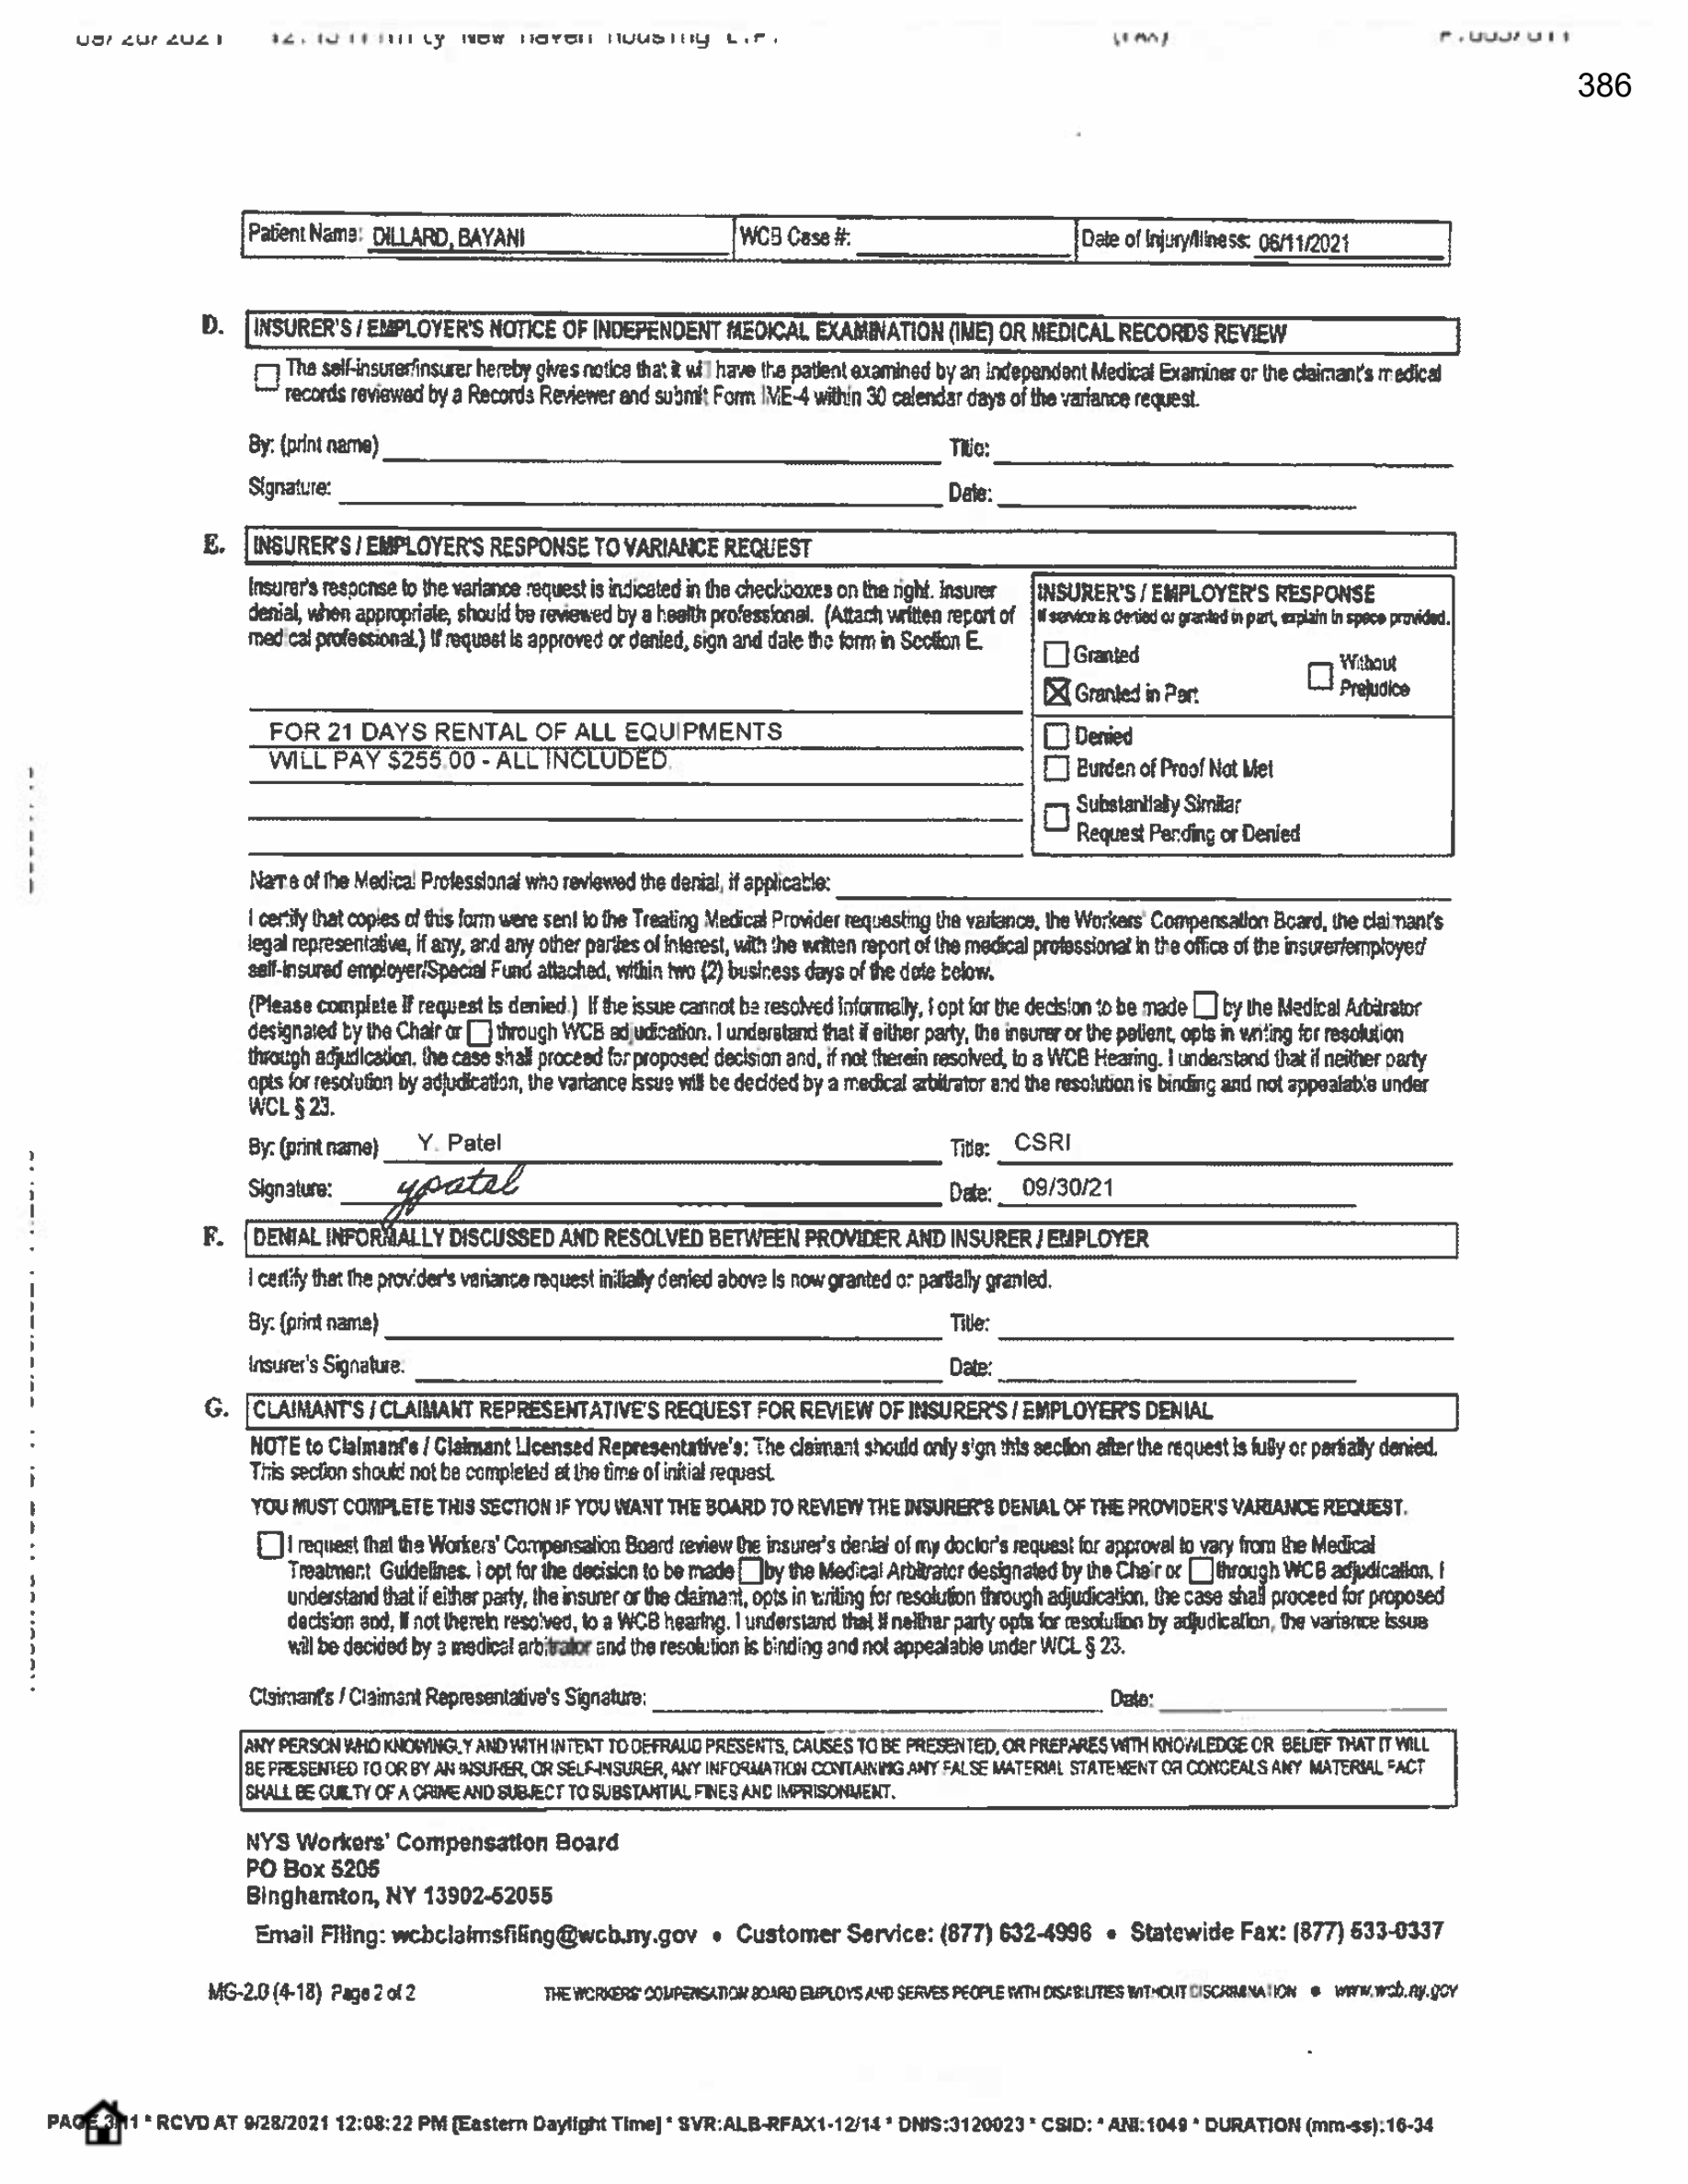 386
Patient Name: DILLARD, BAYANI WCB Case #: Date of Injury/Illness: 06/11/2021
D. INSURER'S / EMPLOYER'S NOTICE OF INDEPENDENT MEDICAL EXAMINATION (IME) OR MEDICAL RECORDS REVIEW
The self-insurer/insurer hereby gives notice that it will have the patient examined by an Independent Medical Examiner or the claimant's medical
records reviewed by a Records Reviewer and submit Form IME-4 within 30 calendar days of the variance request.
By: (print name) Title:
Signature: Date:
E. INSURER'S / EMPLOYER'S RESPONSE TO VARIANCE REQUEST
Insurer's response to the variance request is indicated in the checkboxes on the right. Insurer
denial, when appropriate, should be reviewed by a health professional. (Attach written report of
medical professional.) If request is approved or denied, sign and date the form in Section E.
INSURER'S / EMPLOYER'S RESPONSE
If service is denied or granted in part, explain in space provided.
Granted
Without
Prejudice
Granted in Part
FOR 21 DAYS RENTAL OF ALL EQUIPMENTS
WILL PAY $255.00 - ALL INCLUDED.
Denied
Burden of Proof Not Met
Substantially Similar
Request Pending or Denied
Name of the Medical Professional who reviewed the denial, if applicable:
I certify that copies of this form were sent to the Treating Medical Provider requesting the variance, the Workers' Compensation Board, the claimant's
legal representative, if any, and any other parties of interest, with the written report of the medical professional in the office of the insurer/employer/
self-insured employer/Special Fund attached, within two (2) business days of the date below.
(Please complete if request is denied.) If the issue cannot be resolved informally, I opt for the decision to be made by the Medical Arbitrator
designated by the Chair or through WCB adjudication. I understand that if either party, the insurer or the patient, opts in writing for resolution
through adjudication, the case shall proceed for proposed decision and, if not therein resolved, to a WCB Hearing. I understand that if neither party
opts for resolution by adjudication, the variance issue will be decided by a medical arbitrator and the resolution is binding and not appealable under
WCL § 23.
By: (print name) Y. Patel Title: CSRI
Signature: ypatel Date: 09/30/21
F. DENIAL INFORMALLY DISCUSSED AND RESOLVED BETWEEN PROVIDER AND INSURER / EMPLOYER
I certify that the provider's variance request initially denied above is now granted or partially granted.
By: (print name) Title:
Insurer's Signature: Date:
G. CLAIMANT'S / CLAIMANT REPRESENTATIVE'S REQUEST FOR REVIEW OF INSURER'S / EMPLOYER'S DENIAL
NOTE to Claimant's / Claimant Licensed Representative's: The claimant should only sign this section after the request is fully or partially denied.
This section should not be completed at the time of initial request.
YOU MUST COMPLETE THIS SECTION IF YOU WANT THE BOARD TO REVIEW THE INSURER'S DENIAL OF THE PROVIDER'S VARIANCE REQUEST.
I request that the Workers' Compensation Board review the insurer's denial of my doctor's request for approval to vary from the Medical
Treatment Guidelines. I opt for the decision to be made by the Medical Arbitrator designated by the Chair or through WCB adjudication. I
understand that if either party, the insurer or the claimant, opts in writing for resolution through adjudication, the case shall proceed for proposed
decision and, if not therein resolved, to a WCB hearing. I understand that if neither party opts for resolution by adjudication, the variance issue
will be decided by a medical arbitrator and the resolution is binding and not appealable under WCL § 23.
Claimant's / Claimant Representative's Signature: Date:
ANY PERSON WHO KNOWINGLY AND WITH INTENT TO DEFRAUD PRESENTS, CAUSES TO BE PRESENTED, OR PREPARES WITH KNOWLEDGE OR BELIEF THAT IT WILL
BE PRESENTED TO OR BY AN INSURER, OR SELF-INSURER, ANY INFORMATION CONTAINING ANY FALSE MATERIAL STATEMENT OR CONCEALS ANY MATERIAL FACT
SHALL BE GUILTY OF A CRIME AND SUBJECT TO SUBSTANTIAL FINES AND IMPRISONMENT.
NYS Workers' Compensation Board
PO Box 5205
Binghamton, NY 13902-52055
Email Filing: wcbclaimsfiling@wcb.ny.gov • Customer Service: (877) 632-4996 • Statewide Fax: (877) 533-0337
MG-2.0 (4-18) Page 2 of 2 THE WORKERS' COMPENSATION BOARD EMPLOYS AND SERVES PEOPLE WITH DISABILITIES WITHOUT DISCRIMINATION • www.wcb.ny.gov
PAGE 3/11 * RCVD AT 9/28/2021 12:08:22 PM [Eastern Daylight Time] * SVR:ALB-RFAX1-12/14 * DNIS:3120023 * CSID: * ANI:1049 * DURATION (mm-ss):16-34